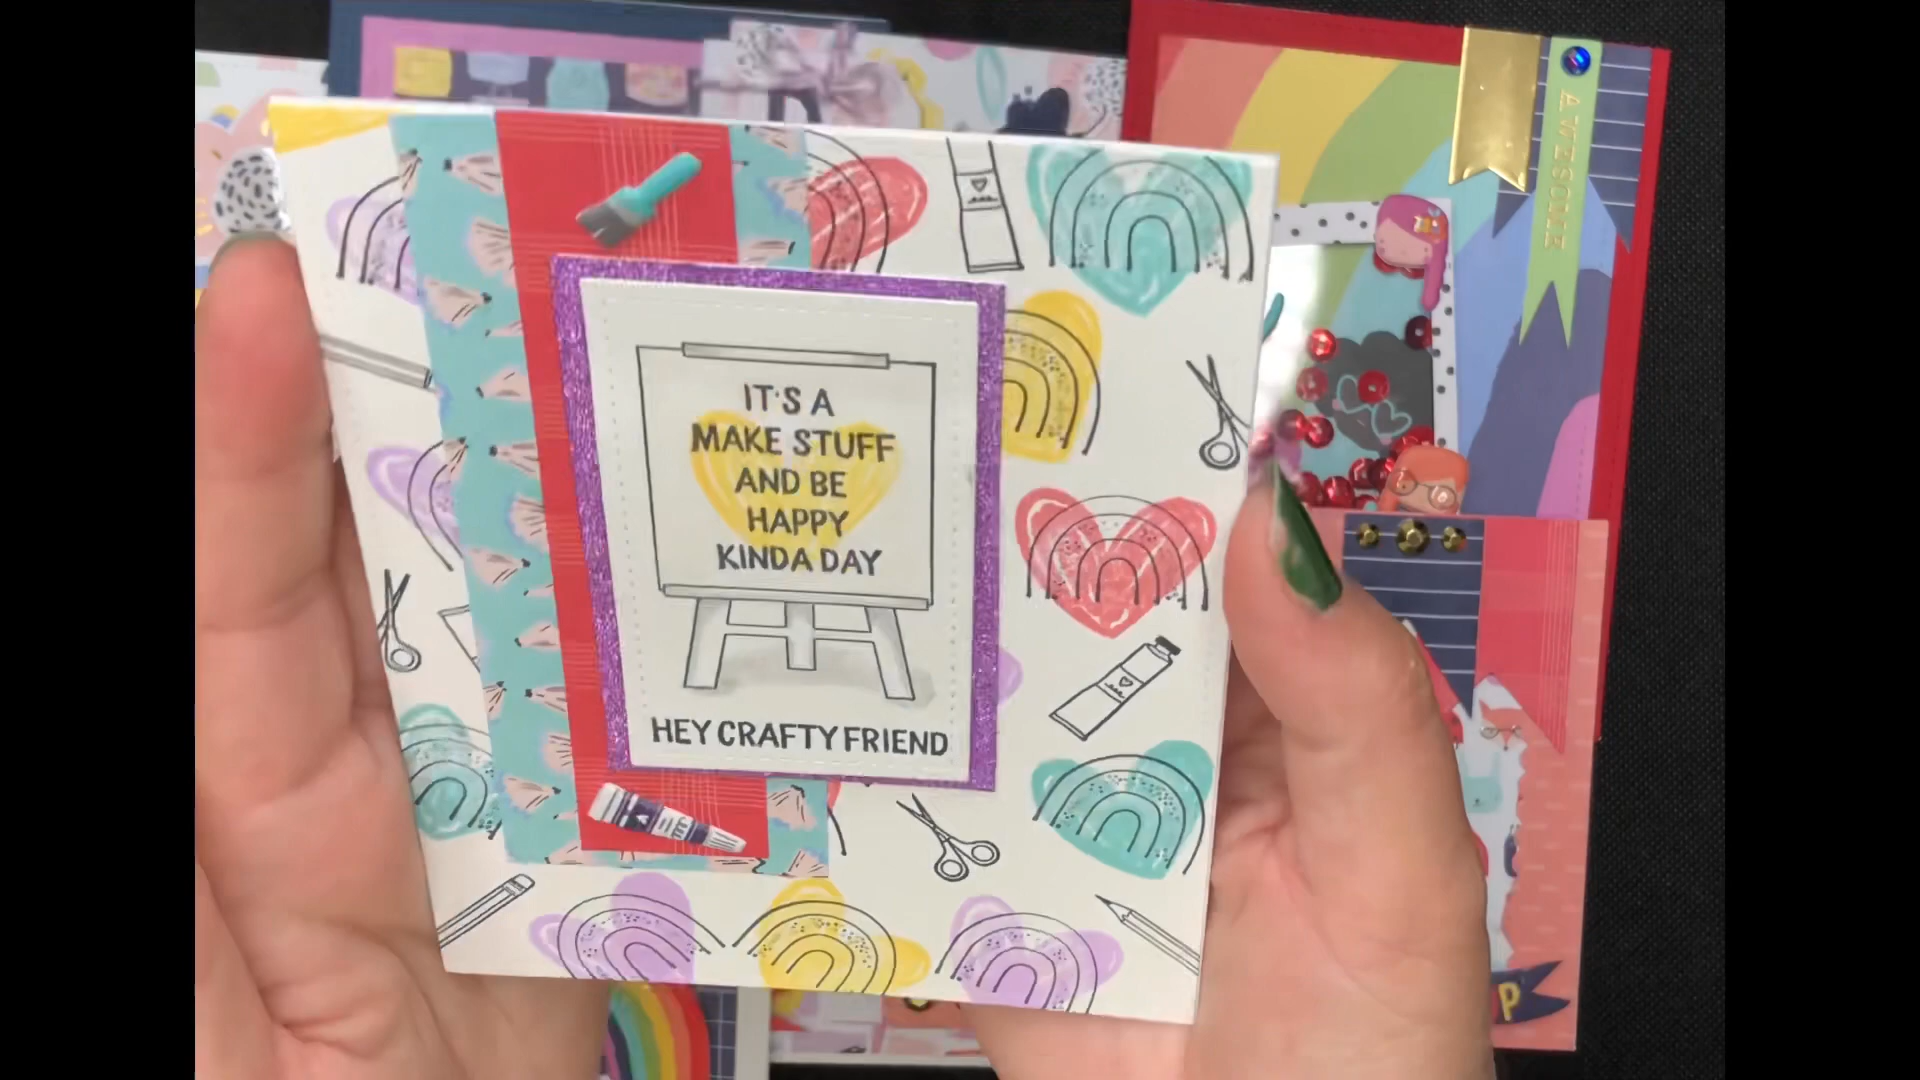 IT'S A
MAKE STUFF
AND BE
HAPPY
KINDA DAY
HEY CRAFTY FRIEND
AWESOME
P